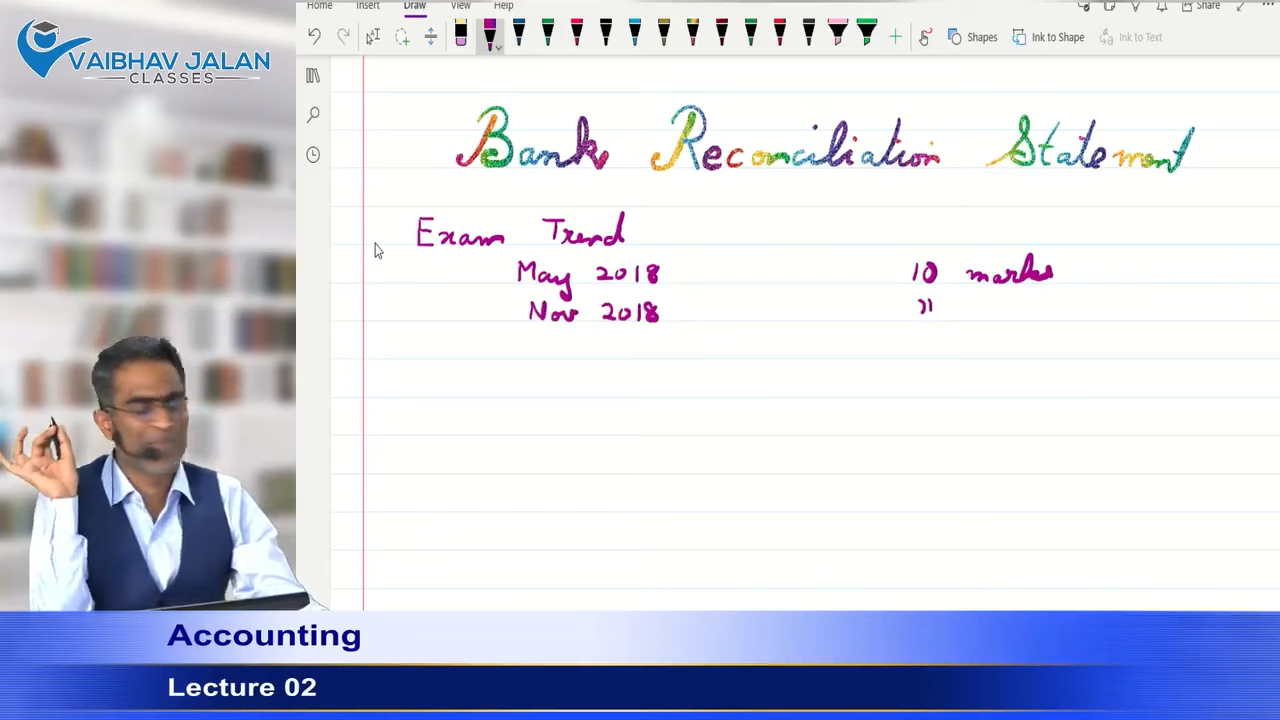 Home Insert Draw View Help Share
Shapes Ink to Shape Ink to Text
VAIBHAV JALAN
CLASSES
Bank Reconciliation Statement
Exam Trend
May 2018 10 marks
Nov 2018 "
Accounting
Lecture 02